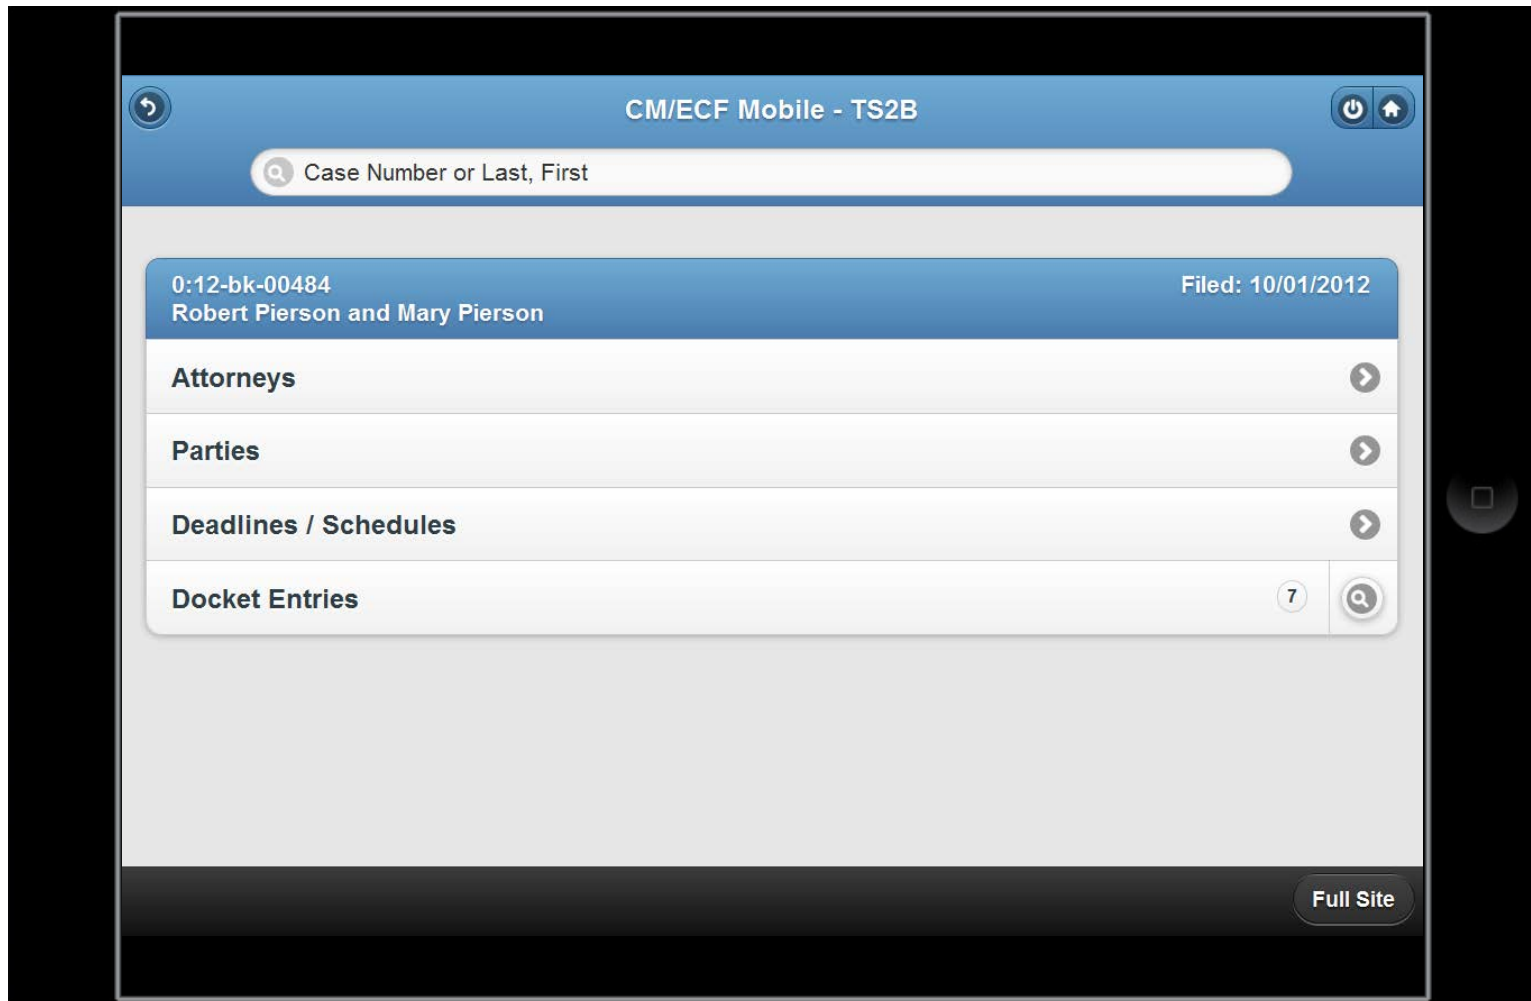 CM/ECF Mobile - TS2B
Case Number or Last, First
0:12-bk-00484
Filed: 10/01/2012
Robert Pierson and Mary Pierson
Attorneys
Parties
Deadlines / Schedules
Docket Entries 7
Full Site